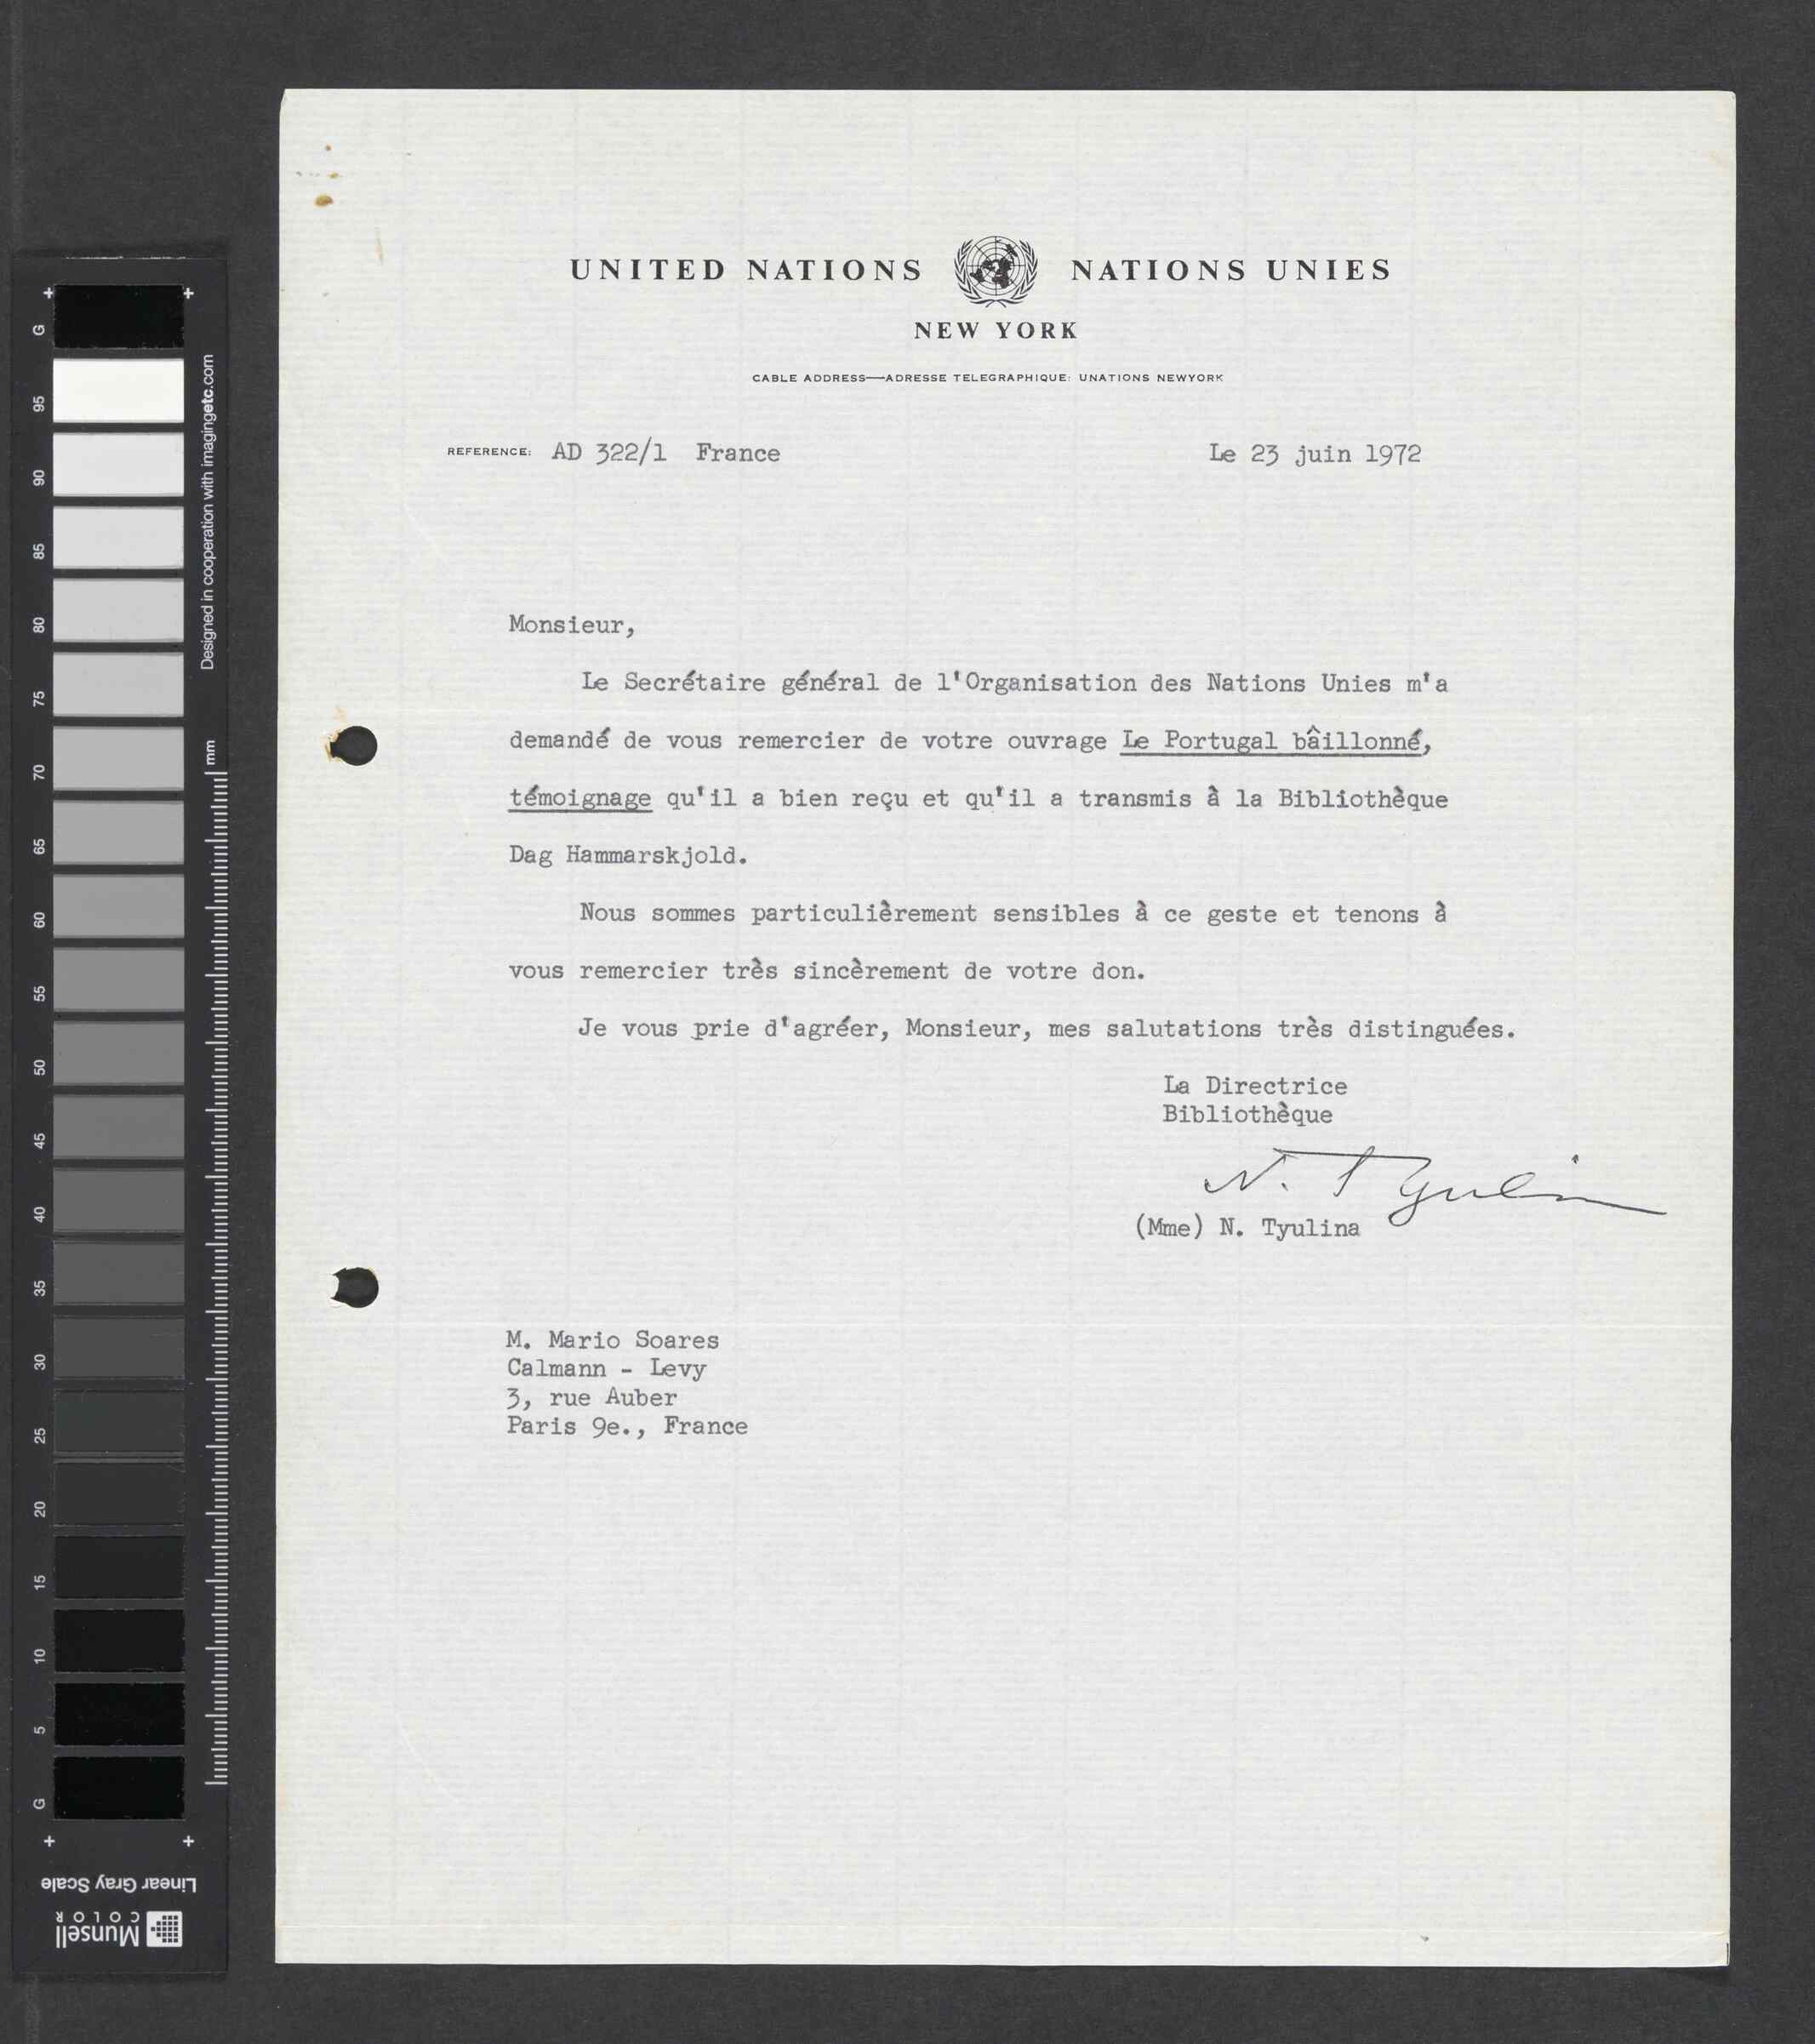 UNITED NATIONS NATIONS UNIES
NEW YORK
CABLE ADDRESS—ADRESSE TELEGRAPHIQUE: UNATIONS NEWYORK
REFERENCE: AD 322/1 France Le 23 juin 1972
Monsieur,
Le Secrétaire général de l'Organisation des Nations Unies m'a
demandé de vous remercier de votre ouvrage Le Portugal bâillonné,
témoignage qu'il a bien reçu et qu'il a transmis à la Bibliothèque
Dag Hammarskjold.
Nous sommes particulièrement sensibles à ce geste et tenons à
vous remercier très sincèrement de votre don.
Je vous prie d'agréer, Monsieur, mes salutations très distinguées.
La Directrice
Bibliothèque
N. Tyulin
(Mme) N. Tyulina
M. Mario Soares
Calmann - Levy
3, rue Auber
Paris 9e., France
G
95
90
85
80
75
70
65
60
55
50
45
40
35
30
25
20
15
10
5
G
Designed in cooperation with imagingetc.com
mm
Linear Gray Scale
Munsell
COLOR